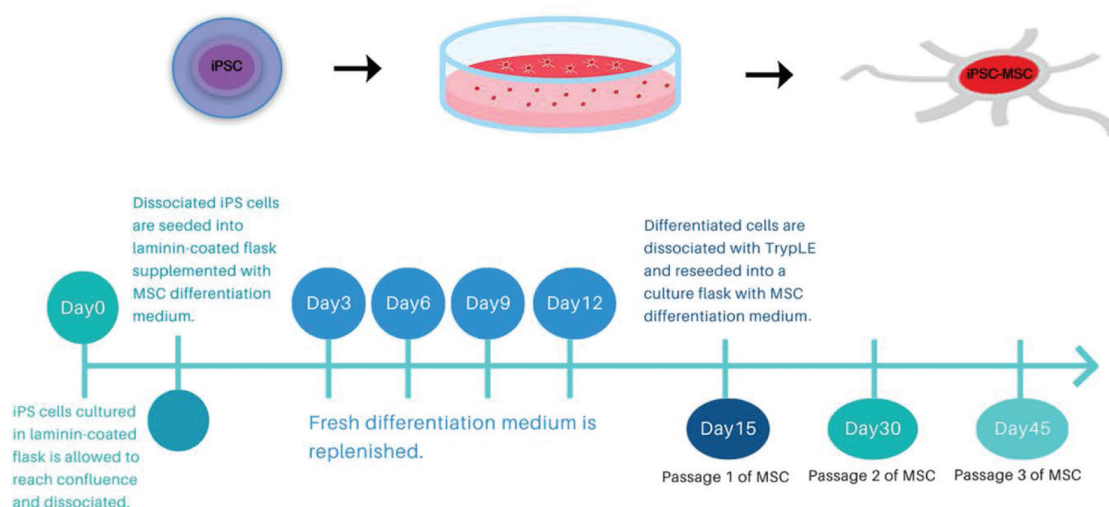 iPSC
iPSC-MSC
Dissociated iPS cells
are seeded into
laminin-coated flask
supplemented with
MSC differentiation
medium.
Differentiated cells are
dissociated with TrypLE
and reseeded into a
culture flask with MSC
differentiation medium.
Day0
Day3
Day6
Day9
Day12
iPS cells cultured
in laminin-coated
flask is allowed to
reach confluence
and dissociated.
Fresh differentiation medium is
replenished.
Day15
Day30
Day45
Passage 1 of MSC
Passage 2 of MSC
Passage 3 of MSC